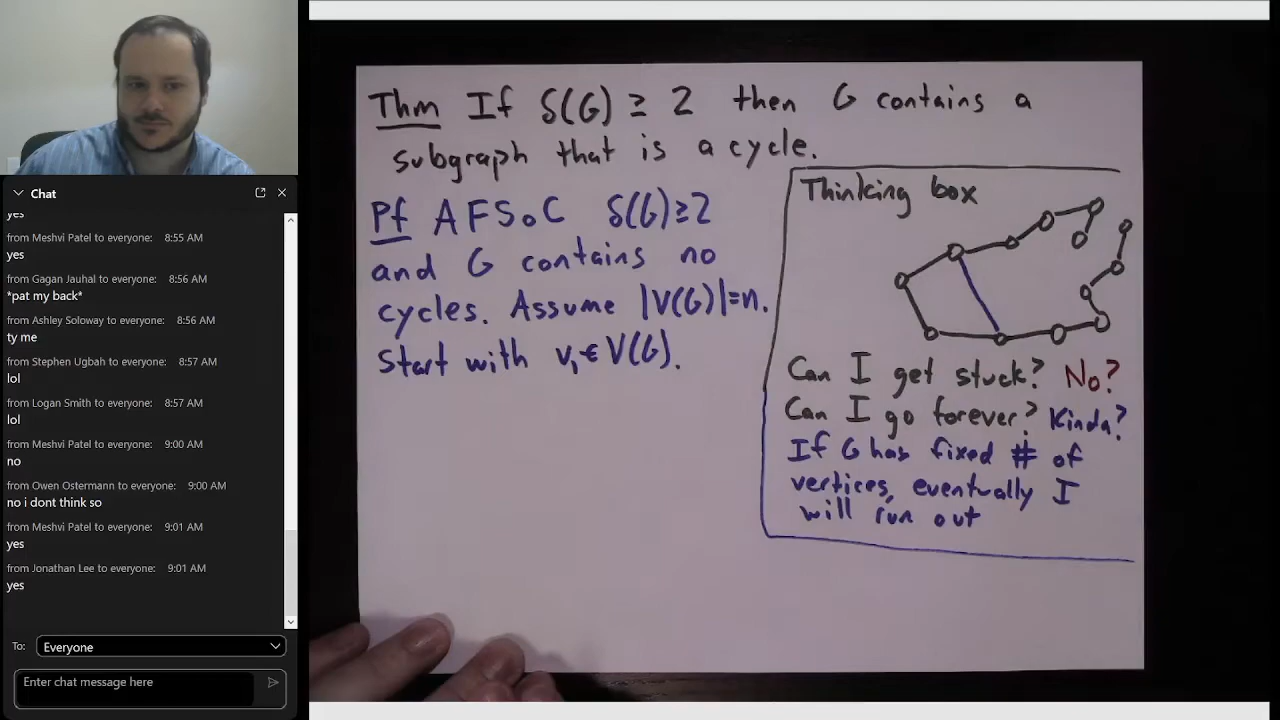 Chat
yes
from Meshvi Patel to everyone: 8:55 AM
yes
from Gagan Jauhal to everyone: 8:56 AM
*pat my back*
from Ashley Soloway to everyone: 8:56 AM
ty me
from Stephen Ugbah to everyone: 8:57 AM
lol
from Logan Smith to everyone: 8:57 AM
lol
from Meshvi Patel to everyone: 9:00 AM
no
from Owen Ostermann to everyone: 9:00 AM
no i dont think so
from Meshvi Patel to everyone: 9:01 AM
yes
from Jonathan Lee to everyone: 9:01 AM
yes
To: Everyone
Enter chat message here
Thm If δ(G) ≥ 2 then G contains a
subgraph that is a cycle.
Pf AFSoC δ(G)≥2
and G contains no
cycles. Assume |V(G)|=n.
Start with v₁∈V(G).
Thinking box
Can I get stuck? No?
Can I go forever? Kinda?
If G has fixed # of
vertices, eventually I
will run out